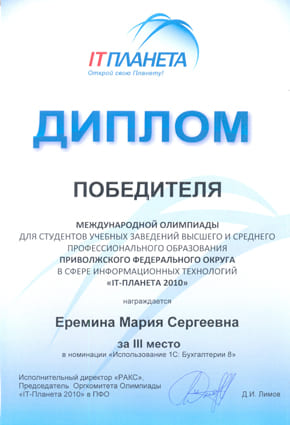 ITПЛАНЕТА
Открой свою Планету!
ДИПЛОМ
ПОБЕДИТЕЛЯ
МЕЖДУНАРОДНОЙ ОЛИМПИАДЫ
ДЛЯ СТУДЕНТОВ УЧЕБНЫХ ЗАВЕДЕНИЙ ВЫСШЕГО И СРЕДНЕГО
ПРОФЕССИОНАЛЬНОГО ОБРАЗОВАНИЯ
ПРИВОЛЖСКОГО ФЕДЕРАЛЬНОГО ОКРУГА
В СФЕРЕ ИНФОРМАЦИОННЫХ ТЕХНОЛОГИЙ
«IT-ПЛАНЕТА 2010»
награждается
Еремина Мария Сергеевна
за III место
в номинации «Использование 1С: Бухгалтерии 8»
Исполнительный директор «РАКС»,
Председатель Оргкомитета Олимпиады
«IT-Планета 2010» в ПФО
Д.И. Лимов